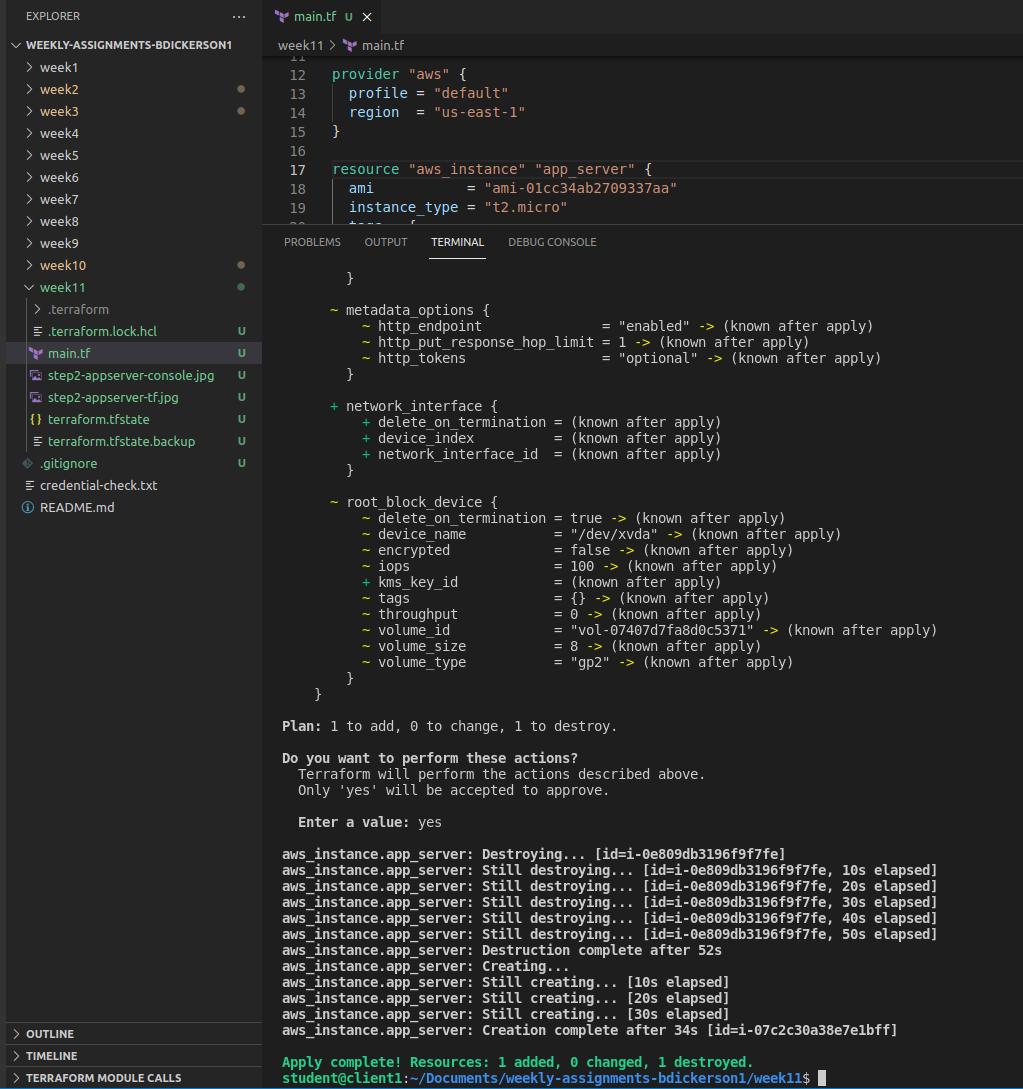 EXPLORER
WEEKLY-ASSIGNMENTS-BDICKERSON1
week1
week2
week3
week4
week5
week6
week7
week8
week9
week10
week11
.terraform
.terraform.lock.hcl U
main.tf U
step2-appserver-console.jpg U
step2-appserver-tf.jpg U
terraform.tfstate U
terraform.tfstate.backup U
.gitignore U
credential-check.txt
README.md
OUTLINE
TIMELINE
TERRAFORM MODULE CALLS
main.tf U
week11 > main.tf
11
12 provider "aws" {
13 profile = "default"
14 region = "us-east-1"
15 }
16
17 resource "aws_instance" "app_server" {
18 ami = "ami-01cc34ab2709337aa"
19 instance_type = "t2.micro"
20 tags = {
PROBLEMS OUTPUT TERMINAL DEBUG CONSOLE
}
~ metadata_options {
~ http_endpoint = "enabled" -> (known after apply)
~ http_put_response_hop_limit = 1 -> (known after apply)
~ http_tokens = "optional" -> (known after apply)
}
+ network_interface {
+ delete_on_termination = (known after apply)
+ device_index = (known after apply)
+ network_interface_id = (known after apply)
}
~ root_block_device {
~ delete_on_termination = true -> (known after apply)
~ device_name = "/dev/xvda" -> (known after apply)
~ encrypted = false -> (known after apply)
~ iops = 100 -> (known after apply)
+ kms_key_id = (known after apply)
~ tags = {} -> (known after apply)
~ throughput = 0 -> (known after apply)
~ volume_id = "vol-07407d7fa8d0c5371" -> (known after apply)
~ volume_size = 8 -> (known after apply)
~ volume_type = "gp2" -> (known after apply)
}
}
Plan: 1 to add, 0 to change, 1 to destroy.
Do you want to perform these actions?
Terraform will perform the actions described above.
Only 'yes' will be accepted to approve.
Enter a value: yes
aws_instance.app_server: Destroying... [id=i-0e809db3196f9f7fe]
aws_instance.app_server: Still destroying... [id=i-0e809db3196f9f7fe, 10s elapsed]
aws_instance.app_server: Still destroying... [id=i-0e809db3196f9f7fe, 20s elapsed]
aws_instance.app_server: Still destroying... [id=i-0e809db3196f9f7fe, 30s elapsed]
aws_instance.app_server: Still destroying... [id=i-0e809db3196f9f7fe, 40s elapsed]
aws_instance.app_server: Still destroying... [id=i-0e809db3196f9f7fe, 50s elapsed]
aws_instance.app_server: Destruction complete after 52s
aws_instance.app_server: Creating...
aws_instance.app_server: Still creating... [10s elapsed]
aws_instance.app_server: Still creating... [20s elapsed]
aws_instance.app_server: Still creating... [30s elapsed]
aws_instance.app_server: Creation complete after 34s [id=i-07c2c30a38e7e1bff]
Apply complete! Resources: 1 added, 0 changed, 1 destroyed.
student@client1:~/Documents/weekly-assignments-bdickerson1/week11$